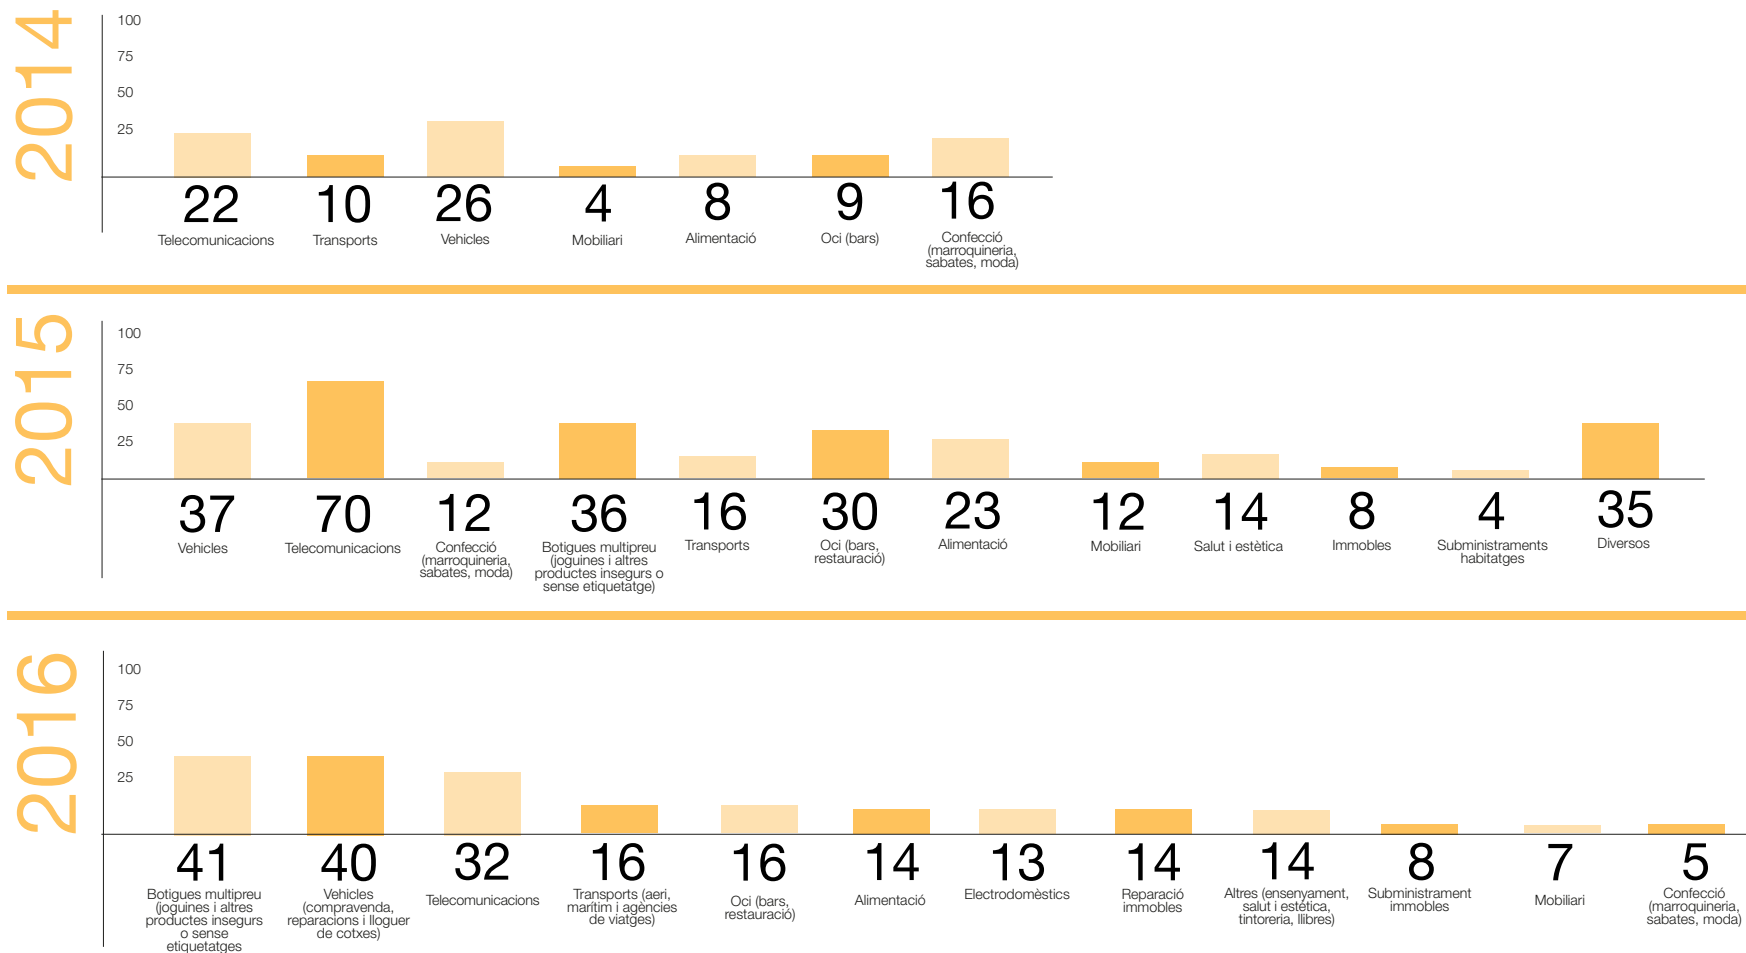 2014
100
75
50
25
22
10
26
4
8
9
16
Telecomunicacions
Transports
Vehicles
Mobiliari
Alimentació
Oci (bars)
Confecció
(marroquineria,
sabates, moda)
2015
100
75
50
25
37
70
12
36
16
30
23
12
14
8
4
35
Vehicles
Telecomunicacions
Confecció
(marroquineria,
sabates, moda)
Botigues multipreu
(joguines i altres
productes insegurs o
sense etiquetatge)
Transports
Oci (bars,
restauració)
Alimentació
Mobiliari
Salut i estètica
Immobles
Subministraments
habitatges
Diversos
2016
100
75
50
25
41
40
32
16
16
14
13
14
14
8
7
5
Botigues multipreu
(joguines i altres
productes insegurs
o sense
etiquetatges
Vehicles
(compravenda,
reparacions i lloguer
de cotxes)
Telecomunicacions
Transports (aeri,
marítim i agències
de viatges)
Oci (bars,
restauració)
Alimentació
Electrodomèstics
Reparació
immobles
Altres (ensenyament,
salut i estética,
tintoreria, llibres)
Subministrament
immobles
Mobiliari
Confecció
(marroquineria,
sabates, moda)